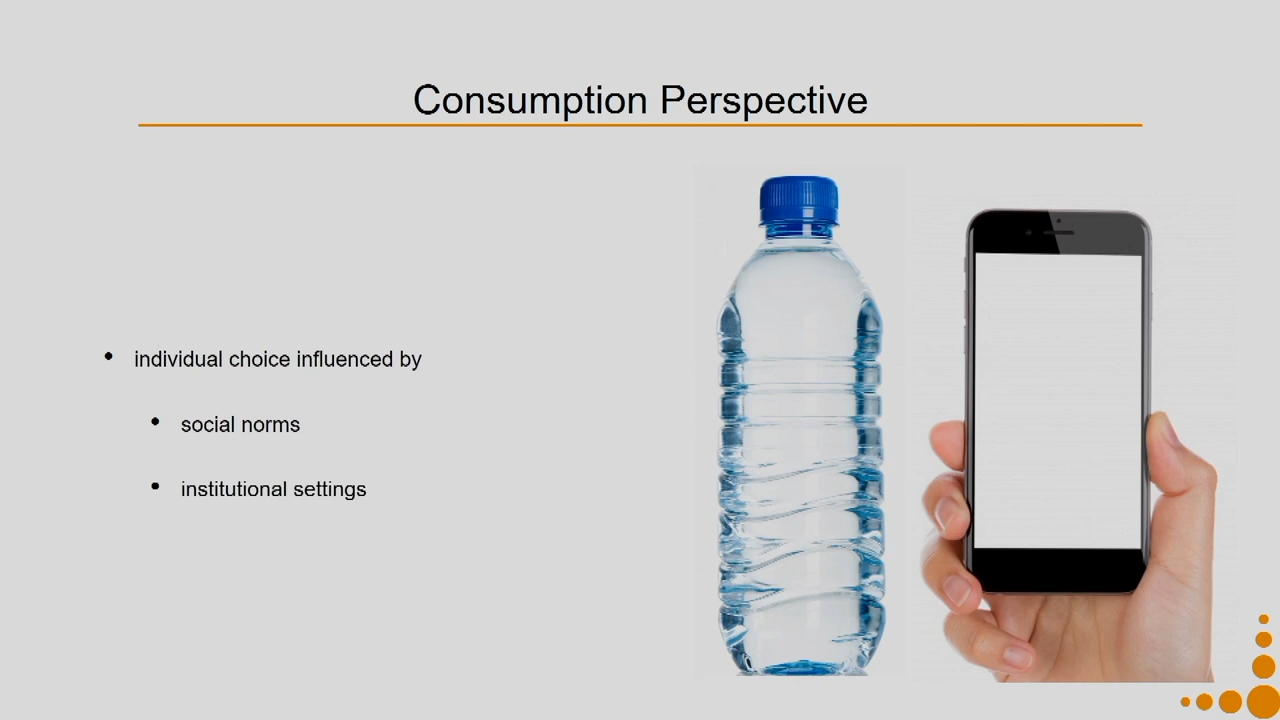 Consumption Perspective
• individual choice influenced by
• social norms
• institutional settings